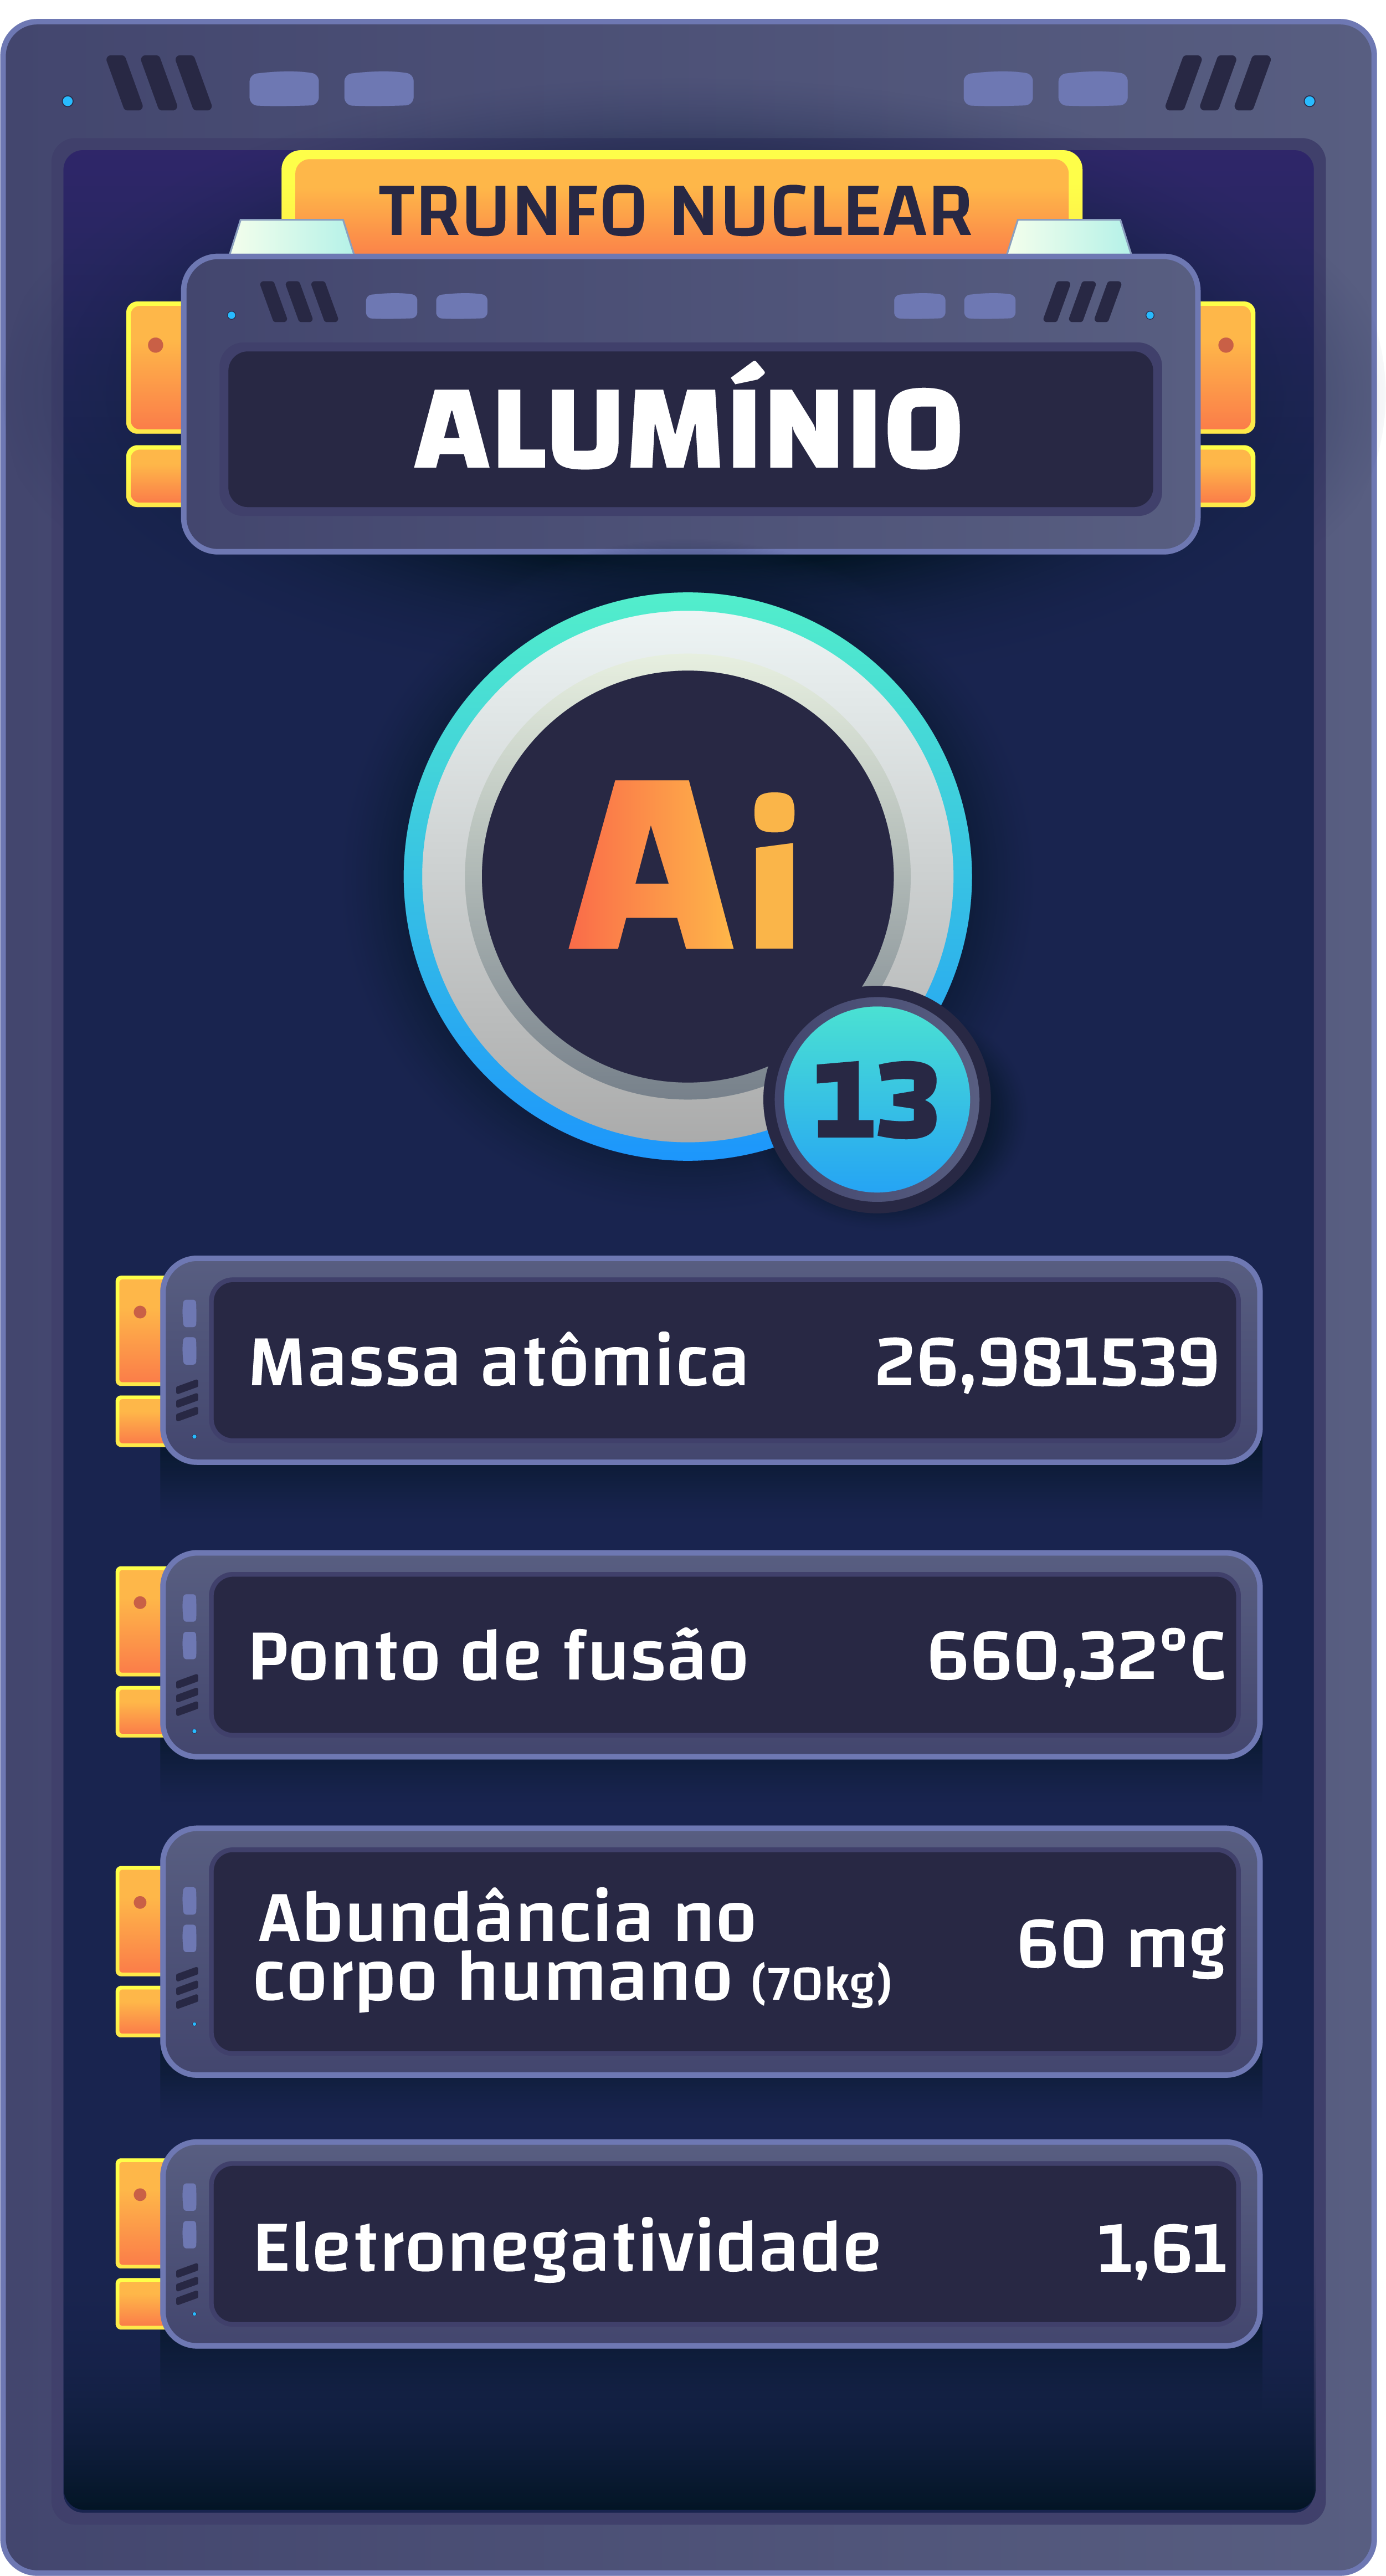 TRUNFO NUCLEAR
ALUMÍNIO
Ai
13
Massa atômica 26,981539
Ponto de fusão 660,32°C
Abundância no
corpo humano (70kg) 60 mg
Eletronegatividade 1,61